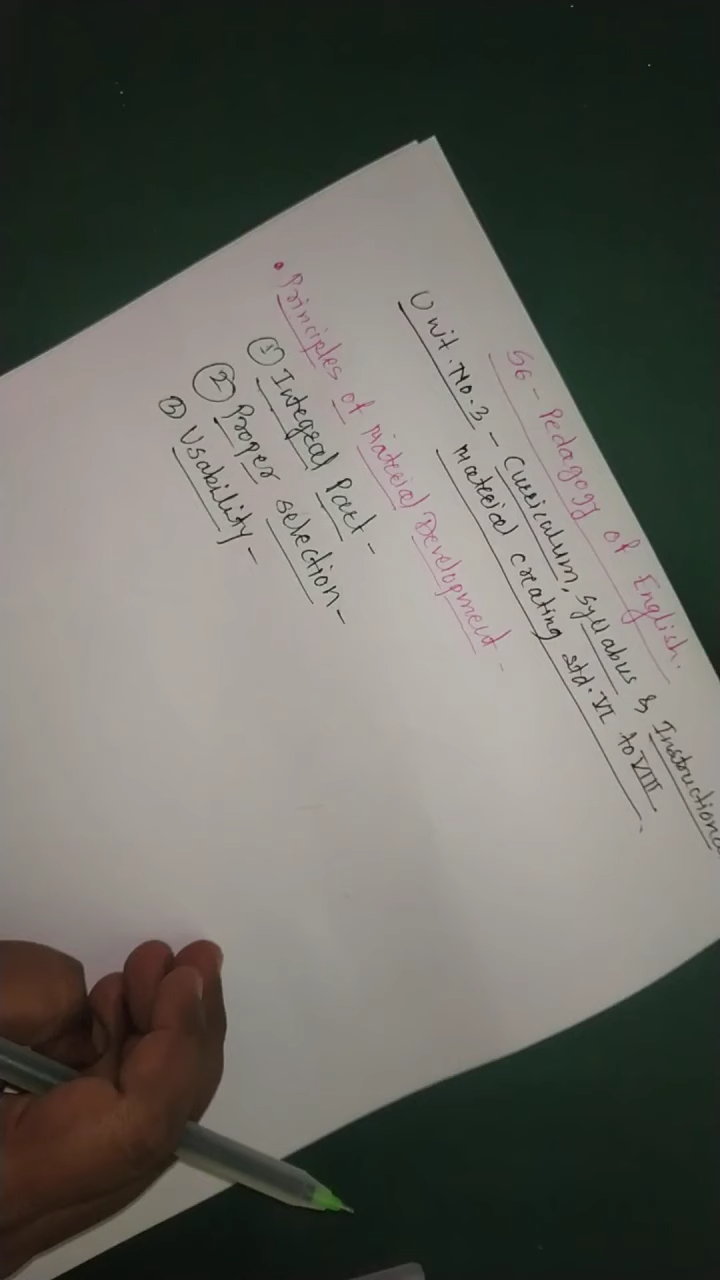 S6 - Pedagogy of English.
Unit. No. 3 - Curriculum, syllabus & Instructional
Material creating std. VI to VIII.
• Principles of Material Development -
① Integral Part -
② Proper selection -
③ Usability -